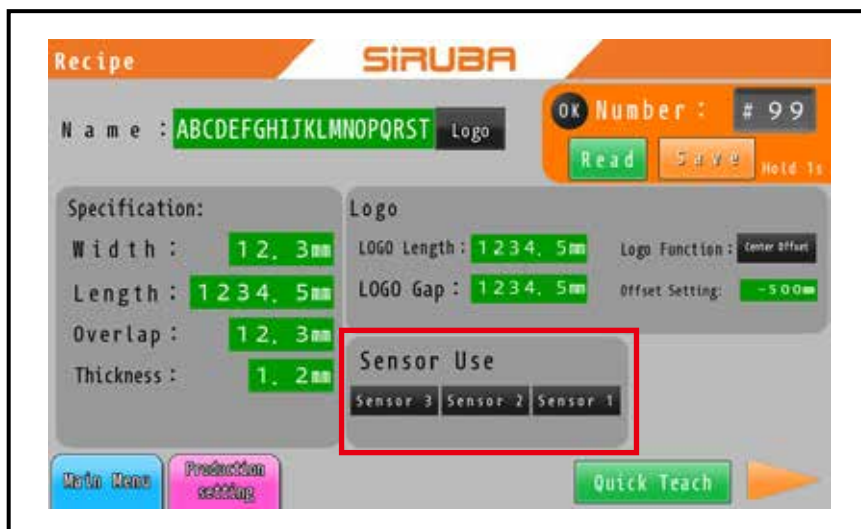 Recipe
SiRUBA
Name : ABCDEFGHIJKLMNOPQRST Logo
OK Number : # 99
Read Save Hold 1s
Specification:
Width : 12. 3mm
Length : 1234. 5mm
Overlap : 12. 3mm
Thickness : 1. 2mm
Logo
LOGO Length : 1234. 5mm
Logo Function : Center Offset
LOGO Gap : 1234. 5mm
Offset Setting: -500mm
Sensor Use
Sensor 3 Sensor 2 Sensor 1
Main Menu
Production
setting
Quick Teach